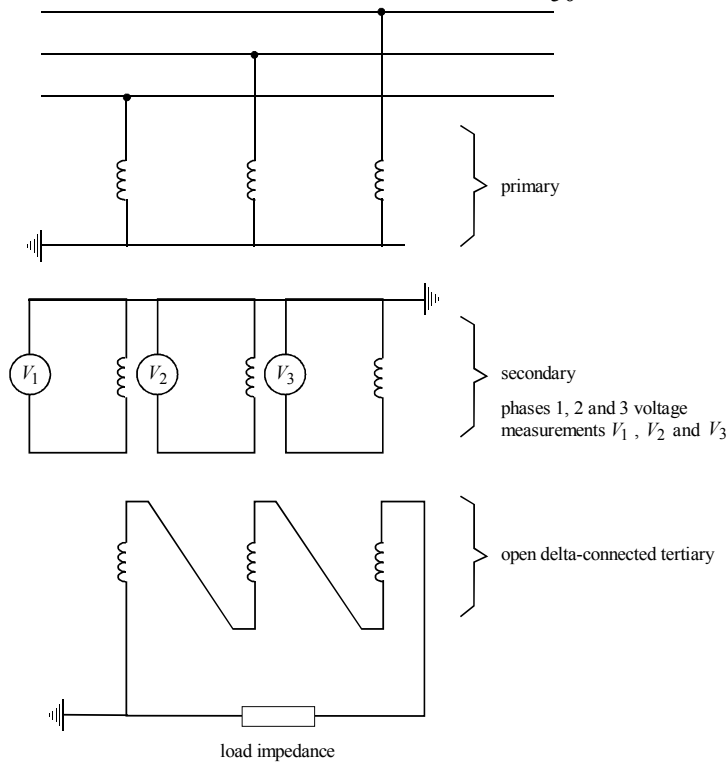 primary
V1
V2
V3
secondary
phases 1, 2 and 3 voltage
measurements V1 , V2 and V3
open delta-connected tertiary
load impedance